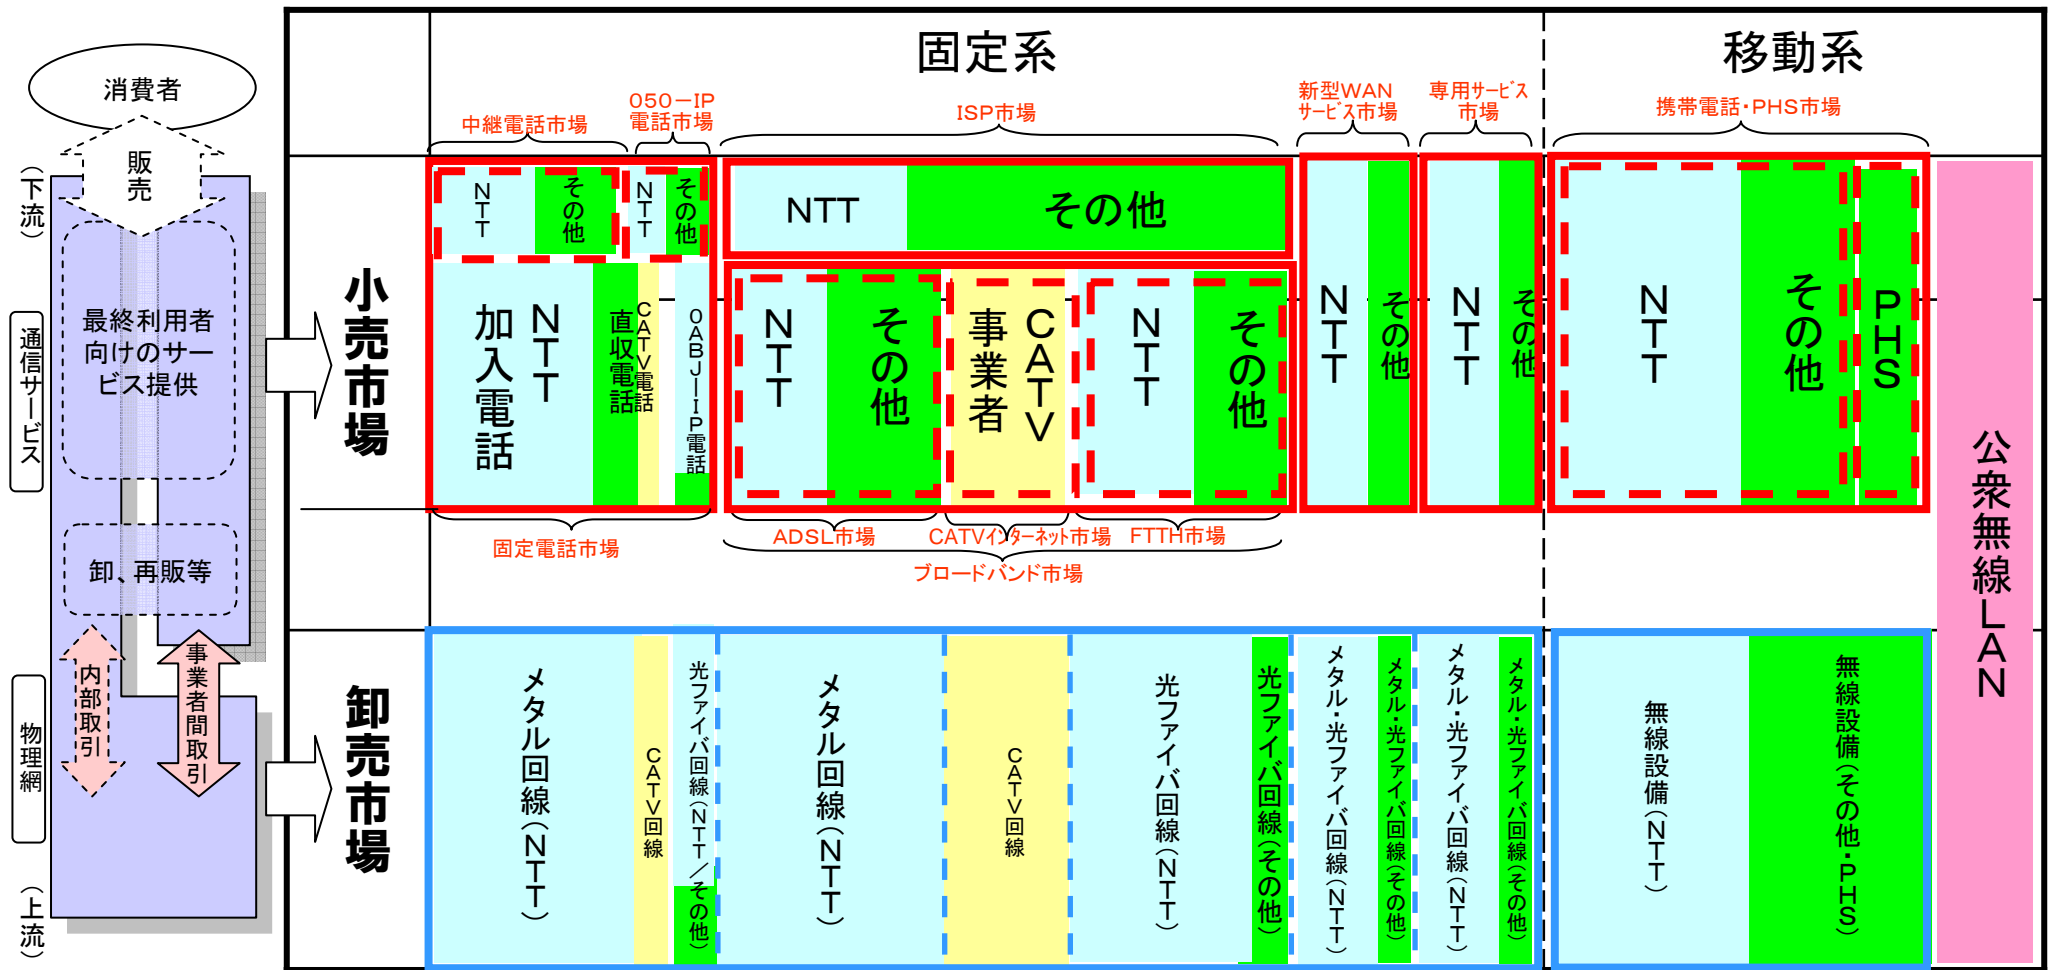 固定系
移動系
消費者
販売
(下流)
最終利用者
向けのサー
ビス提供
通信サービス
卸、再販等
内部取引
事業者間取引
物理網
(上流)
小売市場
卸売市場
中継電話市場
050－IP
電話市場
ISP市場
新型WAN
サービス市場
専用サービス
市場
携帯電話・PHS市場
NTT
その他
NTT
その他
NTT
その他
NTT
加入電話
直収電話
CATV電話
0ABJ－IP電話
NTT
その他
CATV
事業者
NTT
その他
NTT
その他
NTT
その他
NTT
その他
PHS
公衆無線LAN
固定電話市場
ADSL市場
CATVインターネット市場
FTTH市場
ブロードバンド市場
メタル回線(NTT)
CATV回線
光ファイバ回線(NTT／その他)
メタル回線(NTT)
CATV回線
光ファイバ回線(NTT)
光ファイバ回線(その他)
メタル・光ファイバ回線(NTT)
メタル・光ファイバ回線(その他)
メタル・光ファイバ回線(NTT)
メタル・光ファイバ回線(その他)
無線設備(NTT)
無線設備(その他・PHS)